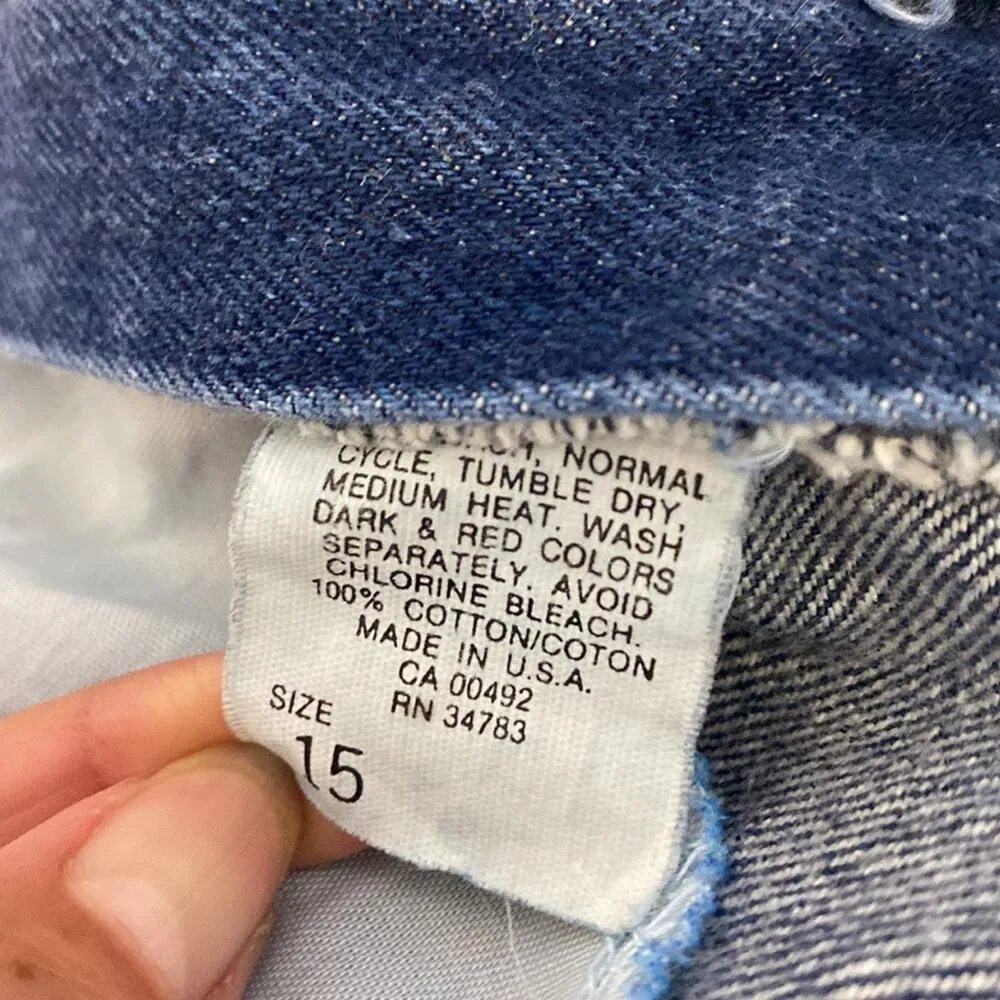 NORMAL
CYCLE, TUMBLE DRY,
MEDIUM HEAT. WASH
DARK & RED COLORS
SEPARATELY. AVOID
CHLORINE BLEACH.
100% COTTON/COTON
MADE IN U.S.A.
CA 00492
RN 34783
SIZE
15